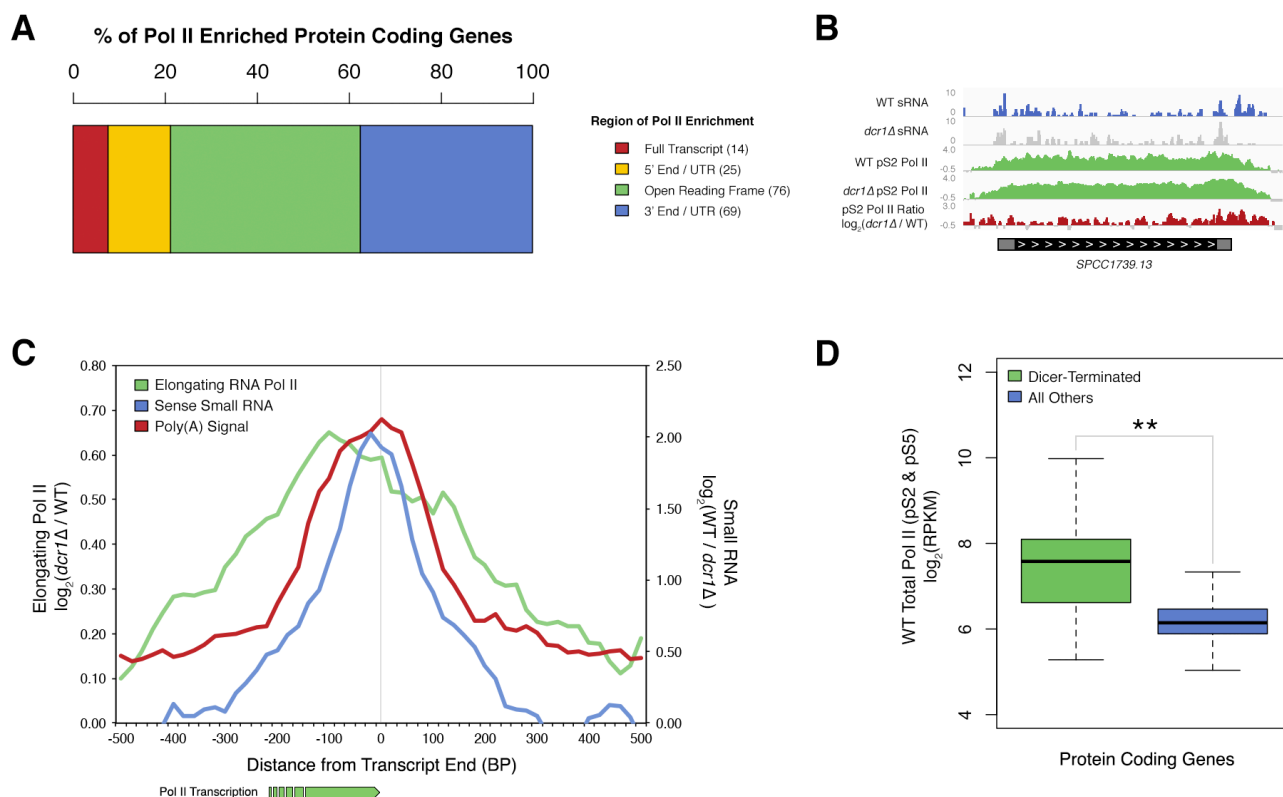 A
% of Pol II Enriched Protein Coding Genes
0 20 40 60 80 100
Region of Pol II Enrichment
Full Transcript (14)
5' End / UTR (25)
Open Reading Frame (76)
3' End / UTR (69)
B
WT sRNA
10
0
dcr1Δ sRNA
10
0
WT pS2 Pol II
4.0
-0.5
dcr1Δ pS2 Pol II
4.0
-0.5
pS2 Pol II Ratio
log2(dcr1Δ / WT)
3.0
-0.5
> > > > > > > > > > > > > > >
SPCC1739.13
C
Elongating RNA Pol II
Sense Small RNA
Poly(A) Signal
Elongating Pol II
log2(dcr1Δ / WT)
0.80
0.70
0.60
0.50
0.40
0.30
0.20
0.10
0.00
2.50
2.00
1.50
1.00
0.50
0.00
Small RNA
log2(WT / dcr1Δ)
-500 -400 -300 -200 -100 0 100 200 300 400 500
Distance from Transcript End (BP)
Pol II Transcription
D
Dicer-Terminated
All Others
**
WT Total Pol II (pS2 & pS5)
log2(RPKM)
12
10
8
6
4
Protein Coding Genes